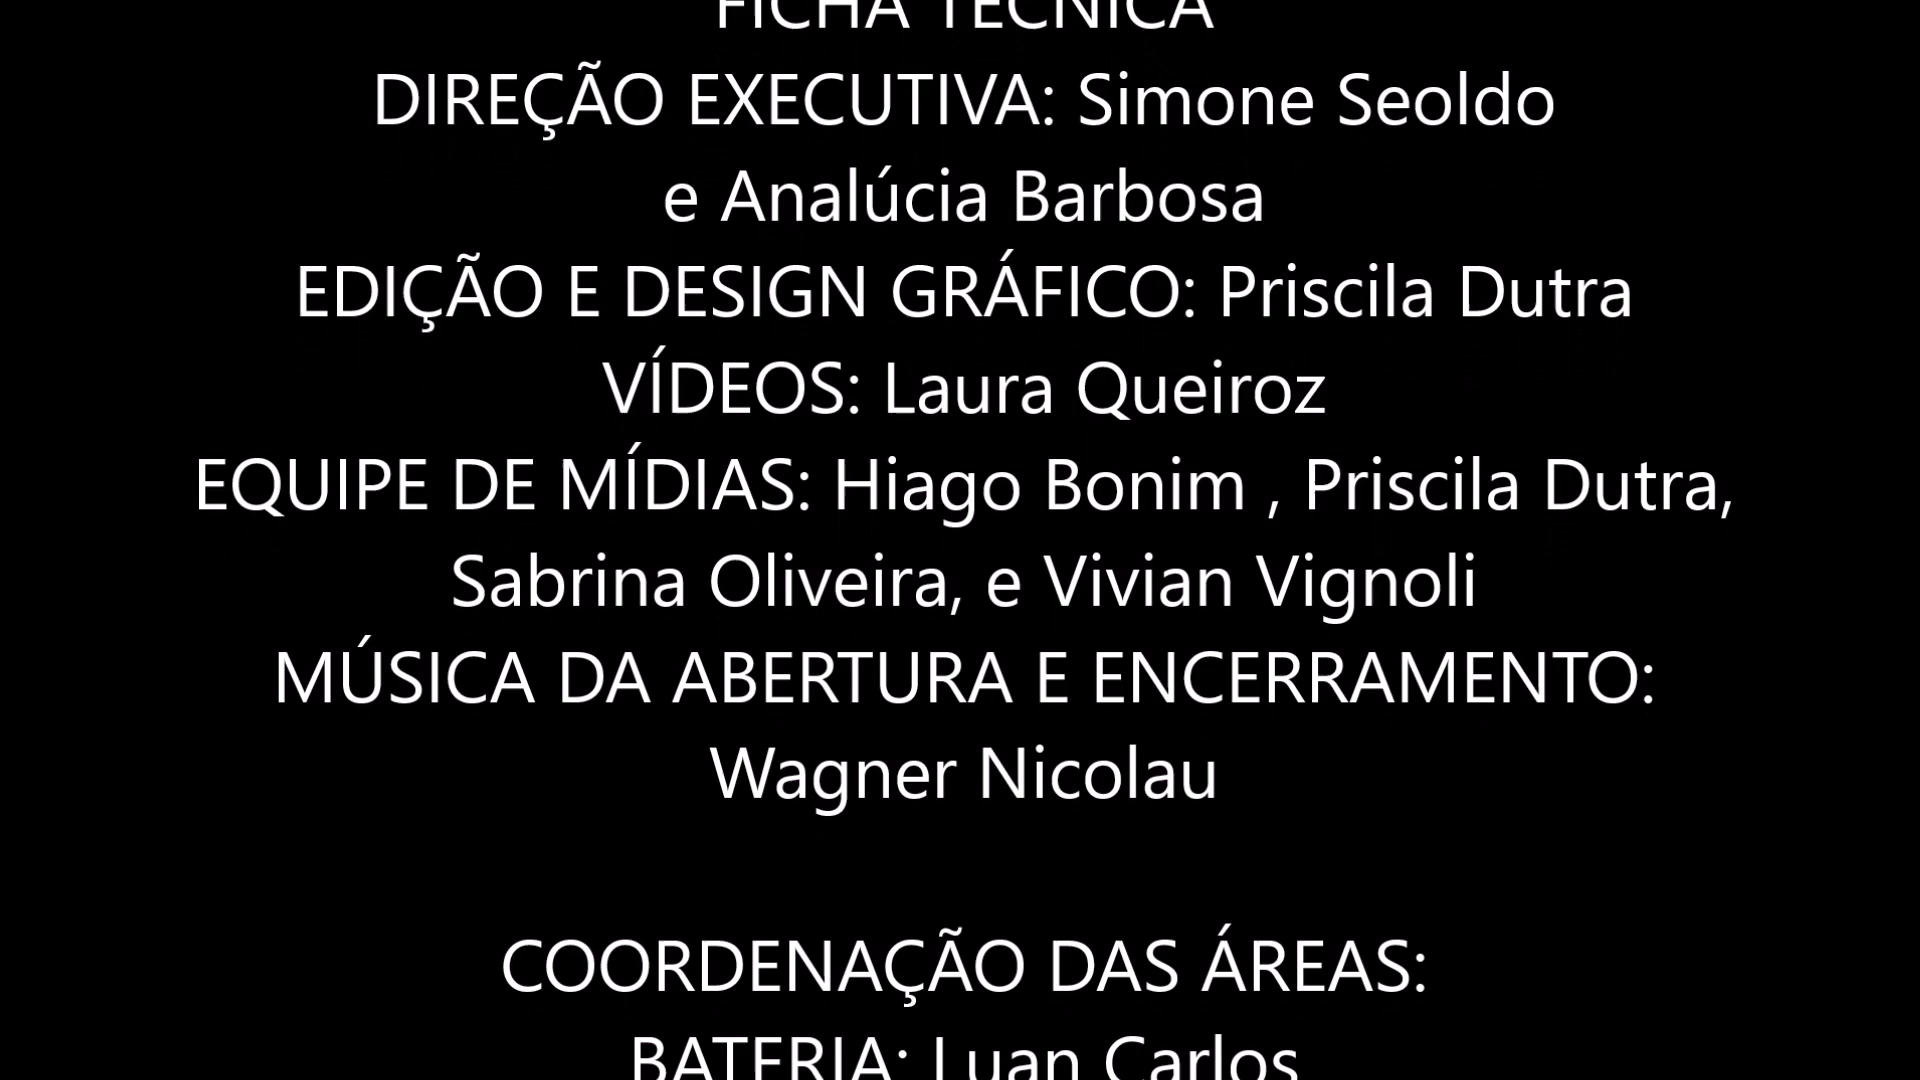 FICHA TÉCNICA
DIREÇÃO EXECUTIVA: Simone Seoldo
e Analúcia Barbosa
EDIÇÃO E DESIGN GRÁFICO: Priscila Dutra
VÍDEOS: Laura Queiroz
EQUIPE DE MÍDIAS: Hiago Bonim , Priscila Dutra,
Sabrina Oliveira, e Vivian Vignoli
MÚSICA DA ABERTURA E ENCERRAMENTO:
Wagner Nicolau
COORDENAÇÃO DAS ÁREAS:
BATERIA: Luan Carlos